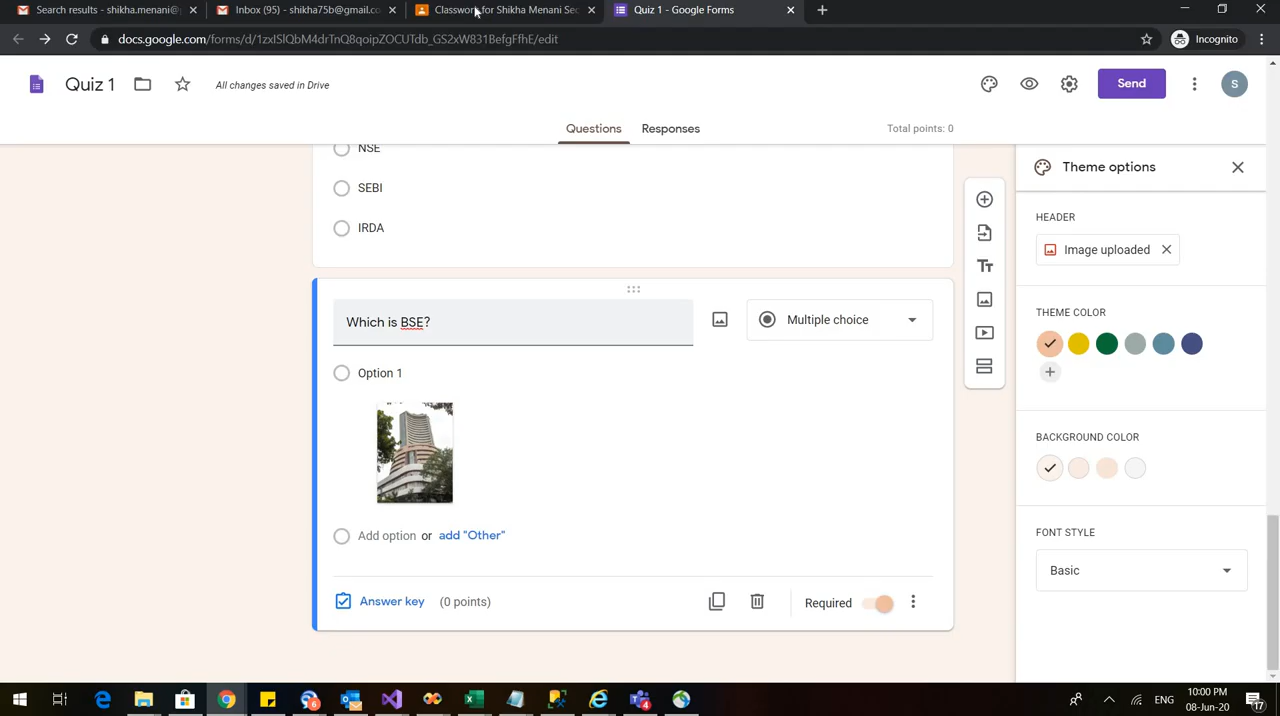 Search results - shikha.menani@
Inbox (95) - shikha75b@gmail.co
Classwork for Shikha Menani Sec
Quiz 1 - Google Forms
docs.google.com/forms/d/1zxISlQbM4drTnQ8qoipZOCUTdb_GS2xW831BefgFfhE/edit
Incognito
Quiz 1
All changes saved in Drive
Send
S
Questions
Responses
Total points: 0
NSE
SEBI
IRDA
Which is BSE?
Multiple choice
Option 1
Add option or add "Other"
Answer key (0 points)
Required
Theme options
HEADER
Image uploaded
THEME COLOR
BACKGROUND COLOR
FONT STYLE
Basic
6
4
ENG
10:00 PM
08-Jun-20
17